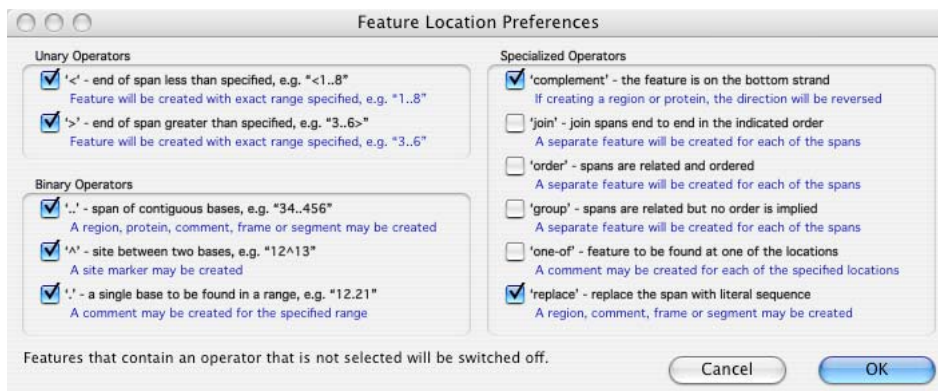 Feature Location Preferences
Unary Operators
'<' - end of span less than specified, e.g. "<1..8"
Feature will be created with exact range specified, e.g. "1..8"
'>' - end of span greater than specified, e.g. "3..6>"
Feature will be created with exact range specified, e.g. "3..6"
Binary Operators
'..' - span of contiguous bases, e.g. "34..456"
A region, protein, comment, frame or segment may be created
'^' - site between two bases, e.g. "12^13"
A site marker may be created
'.' - a single base to be found in a range, e.g. "12.21"
A comment may be created for the specified range
Specialized Operators
'complement' - the feature is on the bottom strand
If creating a region or protein, the direction will be reversed
'join' - join spans end to end in the indicated order
A separate feature will be created for each of the spans
'order' - spans are related and ordered
A separate feature will be created for each of the spans
'group' - spans are related but no order is implied
A separate feature will be created for each of the spans
'one-of' - feature to be found at one of the locations
A comment may be created for each of the specified locations
'replace' - replace the span with literal sequence
A region, comment, frame or segment may be created
Features that contain an operator that is not selected will be switched off.
Cancel
OK